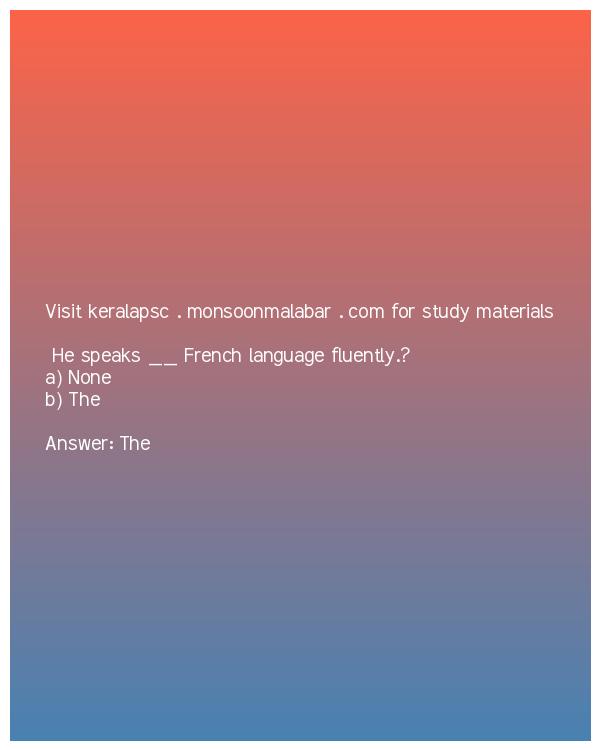 Visit keralapsc . monsoonmalabar . com for study materials
He speaks __ French language fluently.?
a) None
b) The
Answer: The